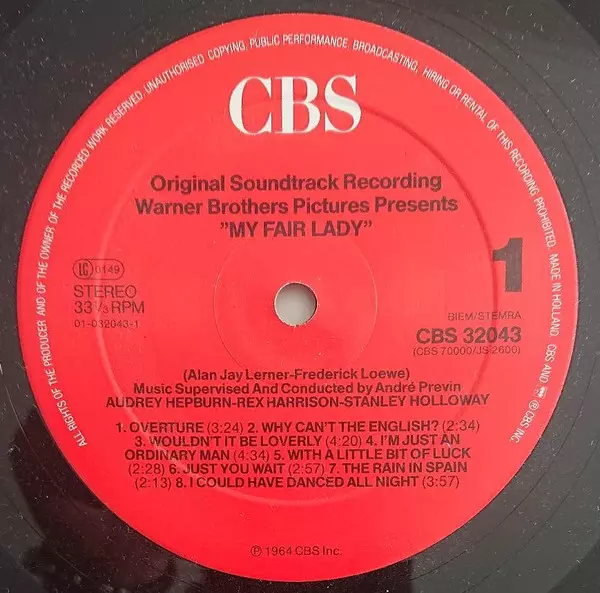 ALL RIGHTS OF THE PRODUCER AND OF THE OWNER OF THE RECORDED WORK RESERVED. UNAUTHORISED COPYING, PUBLIC PERFORMANCE, BROADCASTING, HIRING OR RENTAL OF THIS RECORDING PROHIBITED. MADE IN HOLLAND. CBS AND ℗ CBS INC.
CBS
Original Soundtrack Recording
Warner Brothers Pictures Presents
"MY FAIR LADY"
1
LC 0149
STEREO
33⅓ RPM
01-032043-1
BIEM/STEMRA
CBS 32043
(CBS 70000/JS 2600)
(Alan Jay Lerner-Frederick Loewe)
Music Supervised And Conducted by André Previn
AUDREY HEPBURN-REX HARRISON-STANLEY HOLLOWAY
1. OVERTURE (3:24) 2. WHY CAN'T THE ENGLISH? (2:34)
3. WOULDN'T IT BE LOVERLY (4:20) 4. I'M JUST AN
ORDINARY MAN (4:34) 5. WITH A LITTLE BIT OF LUCK
(2:28) 6. JUST YOU WAIT (2:57) 7. THE RAIN IN SPAIN
(2:13) 8. I COULD HAVE DANCED ALL NIGHT (3:57)
℗ 1964 CBS Inc.